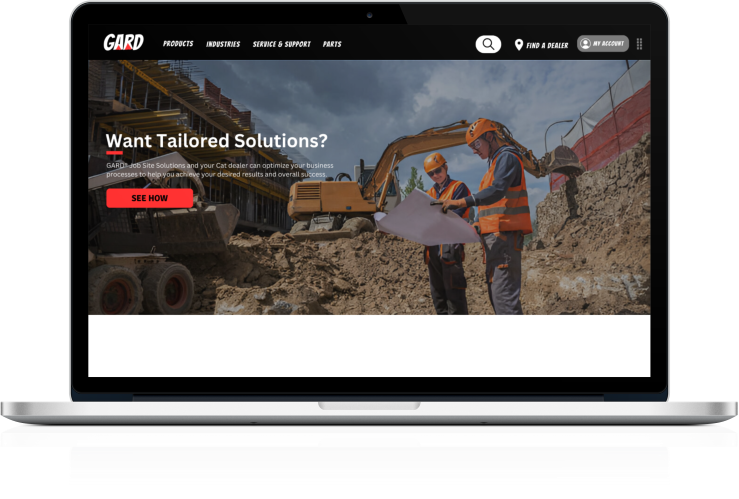 GARD
PRODUCTS INDUSTRIES SERVICE & SUPPORT PARTS FIND A DEALER MY ACCOUNT
Want Tailored Solutions?
GARD® Job Site Solutions and your Cat dealer can optimize your business
processes to help you achieve your desired results and overall success.
SEE HOW